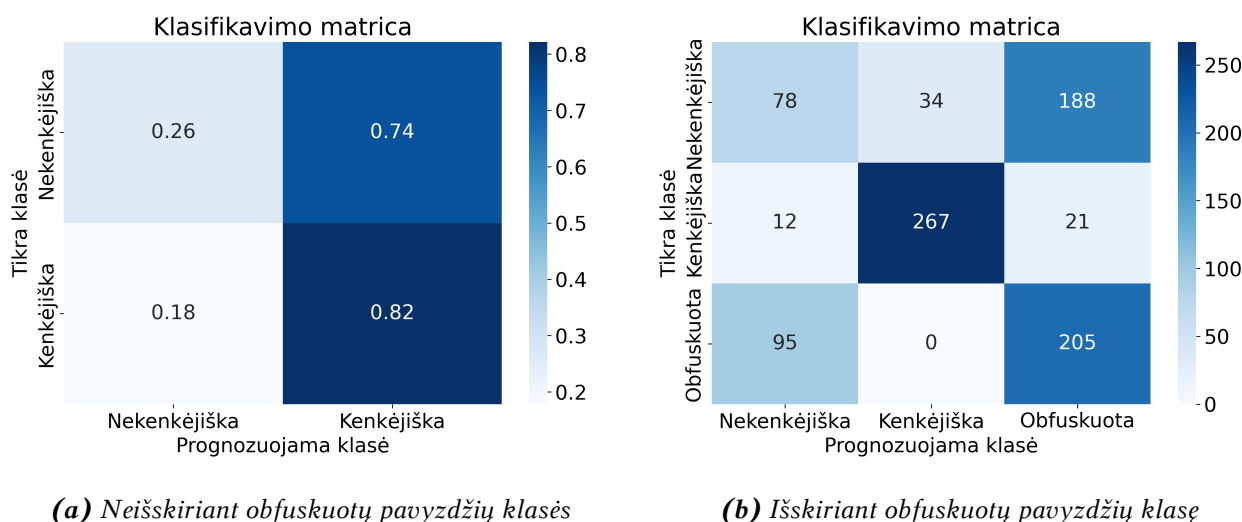 Klasifikavimo matrica
Tikra klasė
Nekenkėjiška
Kenkėjiška
0.26
0.74
0.18
0.82
0.8
0.7
0.6
0.5
0.4
0.3
0.2
Nekenkėjiška
Kenkėjiška
Prognozuojama klasė
(a) Neišskiriant obfuskuotų pavyzdžių klasės
Klasifikavimo matrica
Tikra klasė
Nekenkėjiška
Kenkėjiška
Obfuskuota
78
34
188
12
267
21
95
0
205
250
200
150
100
50
0
Nekenkėjiška
Kenkėjiška
Obfuskuota
Prognozuojama klasė
(b) Išskiriant obfuskuotų pavyzdžių klasę